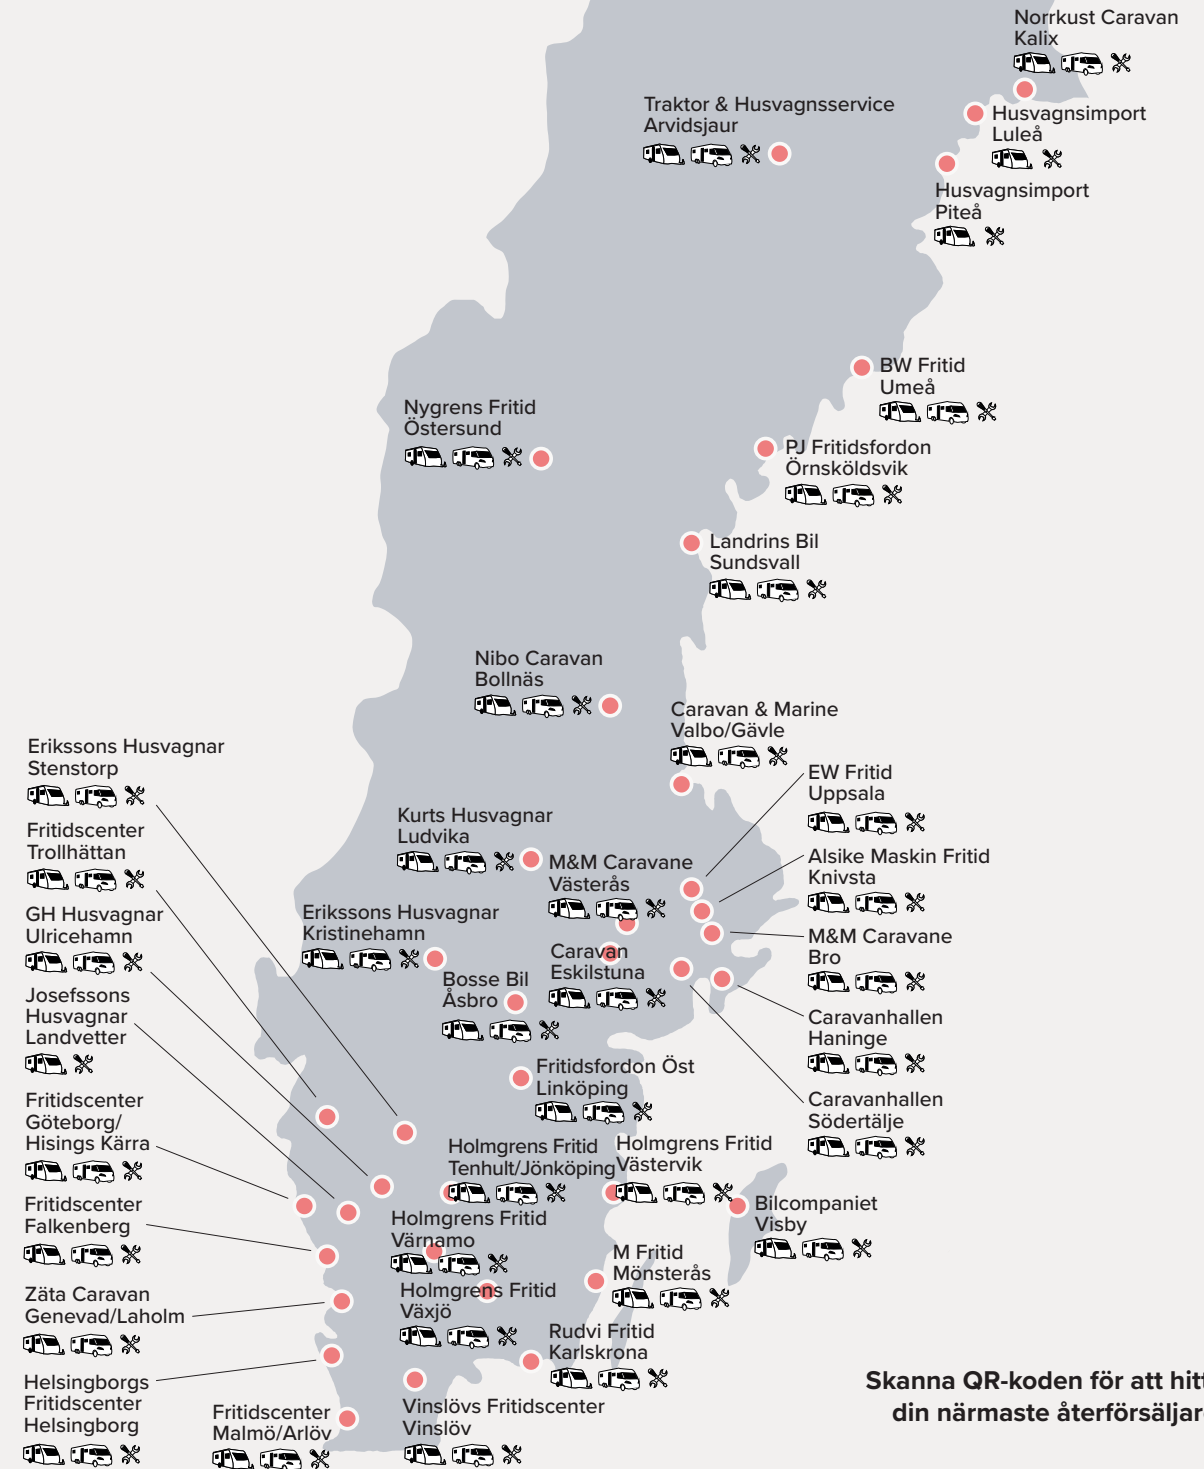 Norrkust Caravan
Kalix
Traktor & Husvagnsservice
Arvidsjaur
Husvagnsimport
Luleå
Husvagnsimport
Piteå
BW Fritid
Umeå
Nygrens Fritid
Östersund
PJ Fritidsfordon
Örnsköldsvik
Landrins Bil
Sundsvall
Nibo Caravan
Bollnäs
Caravan & Marine
Valbo/Gävle
Erikssons Husvagnar
Stenstorp
EW Fritid
Uppsala
Kurts Husvagnar
Ludvika
Fritidscenter
Trollhättan
M&M Caravane
Västerås
Alsike Maskin Fritid
Knivsta
GH Husvagnar
Ulricehamn
Erikssons Husvagnar
Kristinehamn
M&M Caravane
Bro
Caravan
Eskilstuna
Bosse Bil
Åsbro
Josefssons
Husvagnar
Landvetter
Caravanhallen
Haninge
Fritidsfordon Öst
Linköping
Caravanhallen
Södertälje
Fritidscenter
Göteborg/
Hisings Kärra
Holmgrens Fritid
Tenhult/Jönköping
Holmgrens Fritid
Västervik
Fritidscenter
Falkenberg
Bilcompaniet
Visby
Holmgrens Fritid
Värnamo
M Fritid
Mönsterås
Zäta Caravan
Genevad/Laholm
Holmgrens Fritid
Växjö
Rudvi Fritid
Karlskrona
Helsingborgs
Fritidscenter
Helsingborg
Fritidscenter
Malmö/Arlöv
Vinslövs Fritidscenter
Vinslöv
Skanna QR-koden för att hitt
din närmaste återförsäljar